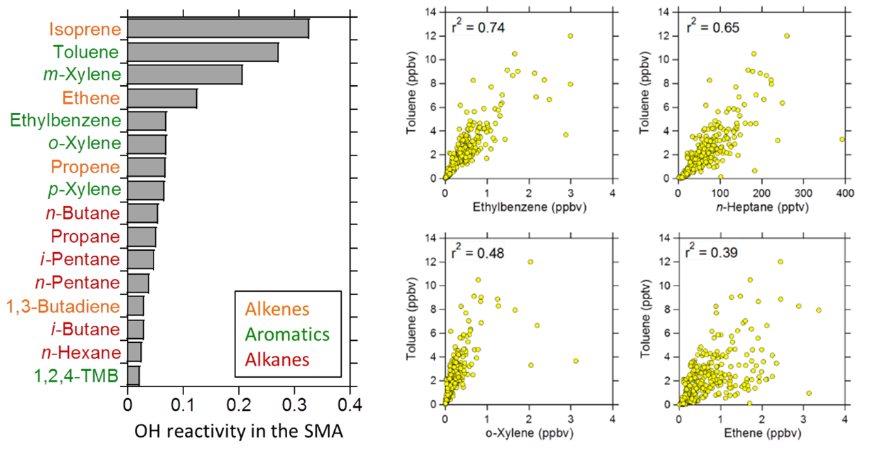 Isoprene
Toluene
m-Xylene
Ethene
Ethylbenzene
o-Xylene
Propene
p-Xylene
n-Butane
Propane
i-Pentane
n-Pentane
1,3-Butadiene
i-Butane
n-Hexane
1,2,4-TMB
Alkenes
Aromatics
Alkanes
0 0.1 0.2 0.3 0.4
OH reactivity in the SMA
14
12
10
8
6
4
2
0
r² = 0.74
Toluene (ppbv)
0 1 2 3 4
Ethylbenzene (ppbv)
14
12
10
8
6
4
2
0
r² = 0.65
Toluene (ppbv)
0 100 200 300 400
n-Heptane (pptv)
14
12
10
8
6
4
2
0
r² = 0.48
Toluene (ppbv)
0 1 2 3 4
o-Xylene (ppbv)
14
12
10
8
6
4
2
0
r² = 0.39
Toluene (pptv)
0 1 2 3 4
Ethene (ppbv)